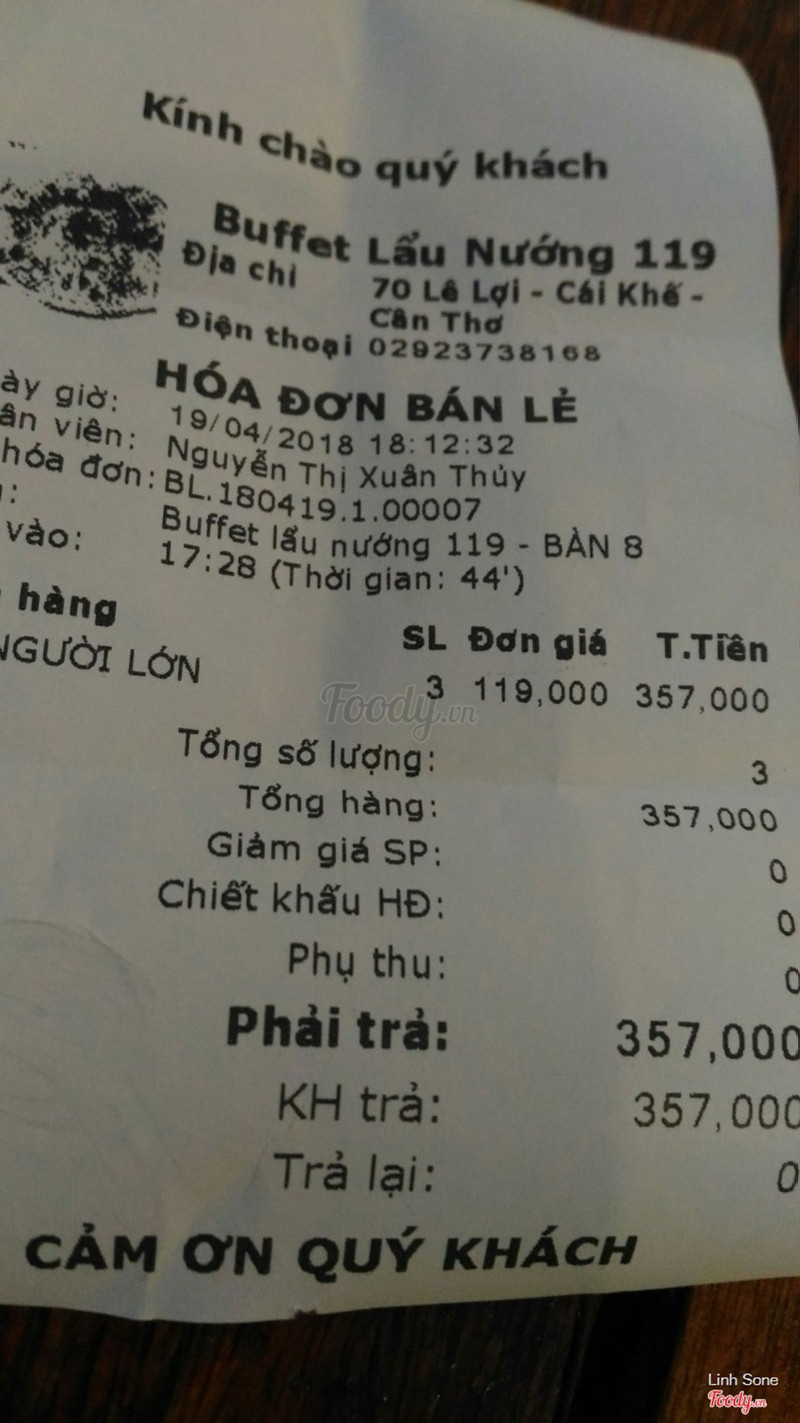 Kính chào quý khách
Buffet Lẩu Nướng 119
Địa chỉ 70 Lê Lợi - Cái Khế -
Cần Thơ
Điện thoại 02923738168
HÓA ĐƠN BÁN LẺ
ày giờ: 19/04/2018 18:12:32
ân viên: Nguyễn Thị Xuân Thủy
hóa đơn: BL.180419.1.00007
: Buffet lẩu nướng 119 - BÀN 8
vào: 17:28 (Thời gian: 44')
hàng SL Đơn giá T.Tiền
NGƯỜI LỚN 3 119,000 357,000
Tổng số lượng: 3
Tổng hàng: 357,000
Giảm giá SP: 0
Chiết khấu HĐ: 0
Phụ thu: 0
Phải trả: 357,000
KH trả: 357,000
Trả lại: 0
CẢM ƠN QUÝ KHÁCH
Foody.vn
Linh Sone
Foody.vn